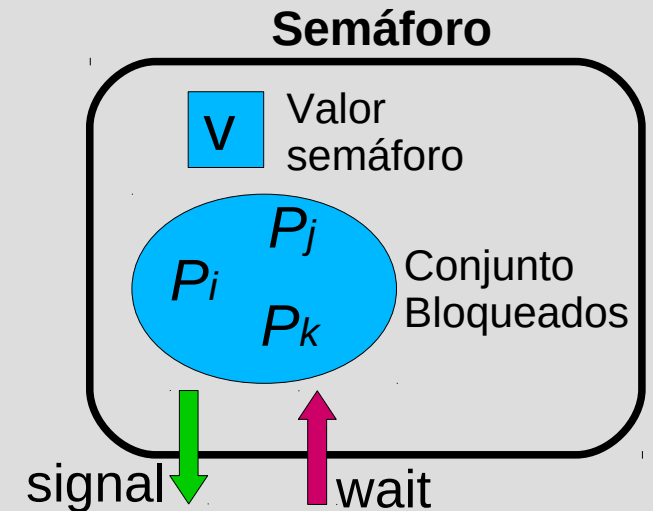 Semáforo
v
Valor
semáforo
Pj
Pi
Pk
Conjunto
Bloqueados
signal
wait